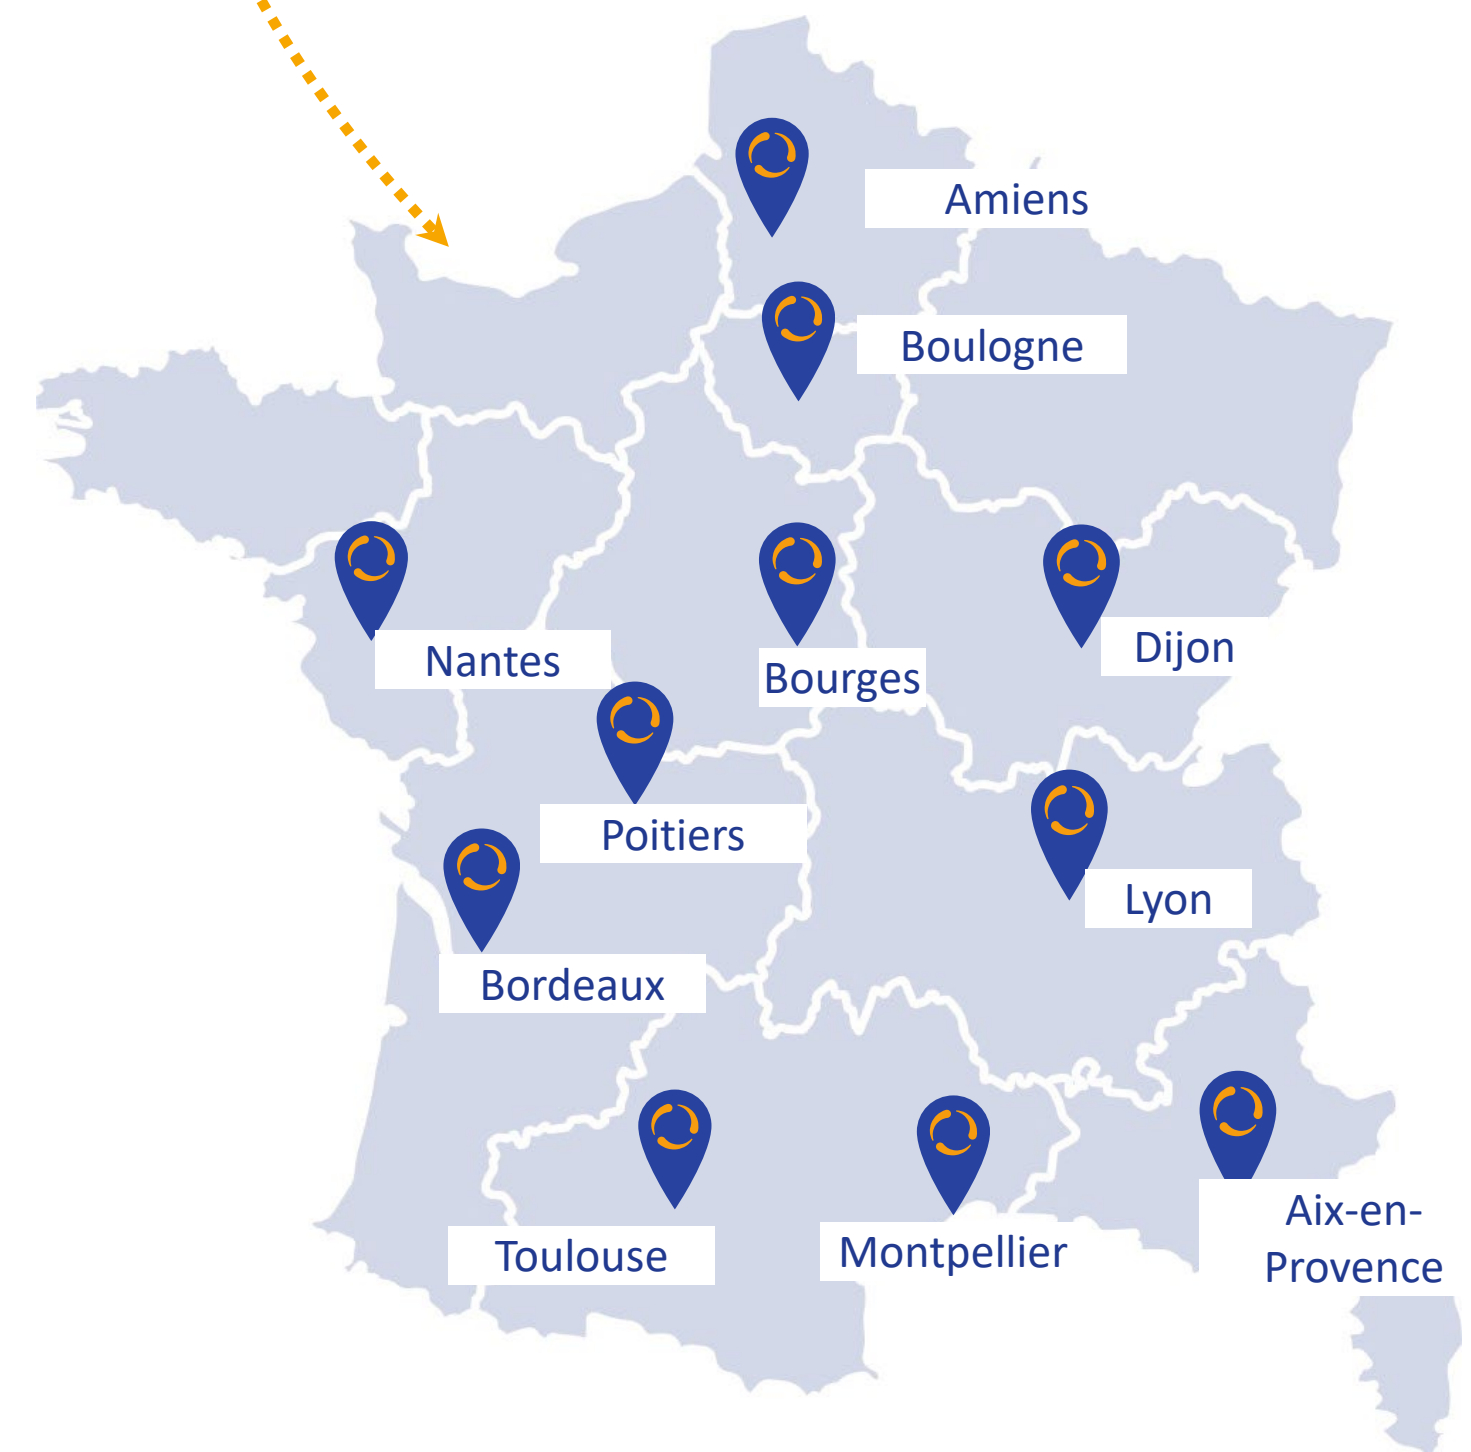 Amiens
Boulogne
Nantes
Bourges
Dijon
Poitiers
Lyon
Bordeaux
Toulouse
Montpellier
Aix-en-
Provence